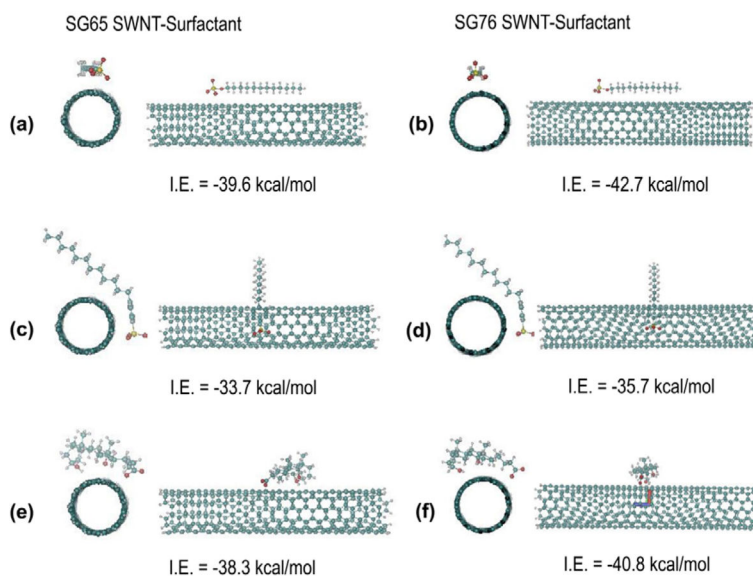 SG65 SWNT-Surfactant
SG76 SWNT-Surfactant
(a)
(b)
I.E. = -39.6 kcal/mol
I.E. = -42.7 kcal/mol
(c)
(d)
I.E. = -33.7 kcal/mol
I.E. = -35.7 kcal/mol
(e)
(f)
I.E. = -38.3 kcal/mol
I.E. = -40.8 kcal/mol